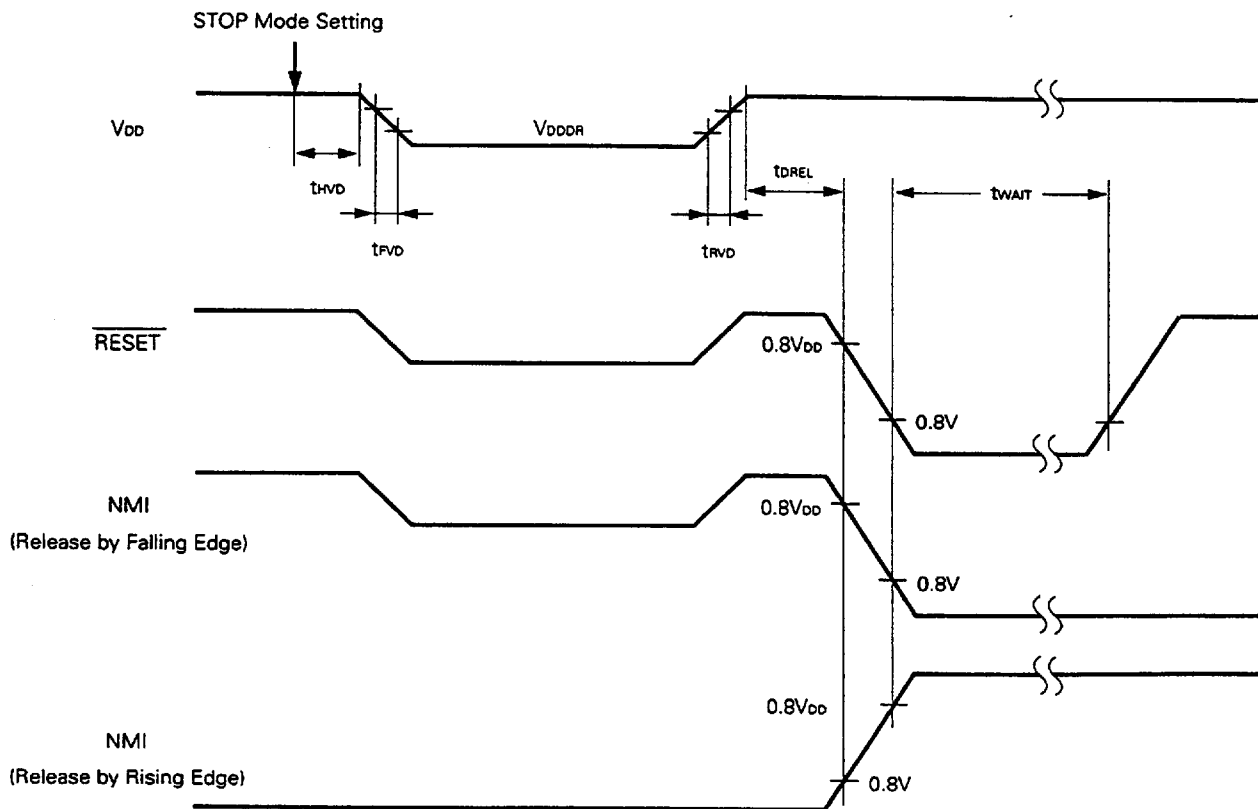 STOP Mode Setting
VDD
VDDDR
tHVD
tFVD
tRVD
tDREL
tWAIT
RESET
0.8VDD
0.8V
NMI
(Release by Falling Edge)
0.8VDD
0.8V
0.8VDD
NMI
(Release by Rising Edge)
0.8V